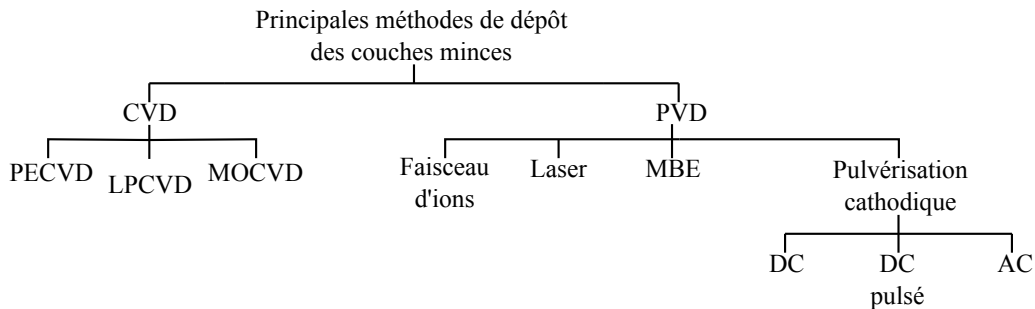 Principales méthodes de dépôt
des couches minces
CVD
PVD
PECVD
LPCVD
MOCVD
Faisceau
d'ions
Laser
MBE
Pulvérisation
cathodique
DC
DC
pulsé
AC